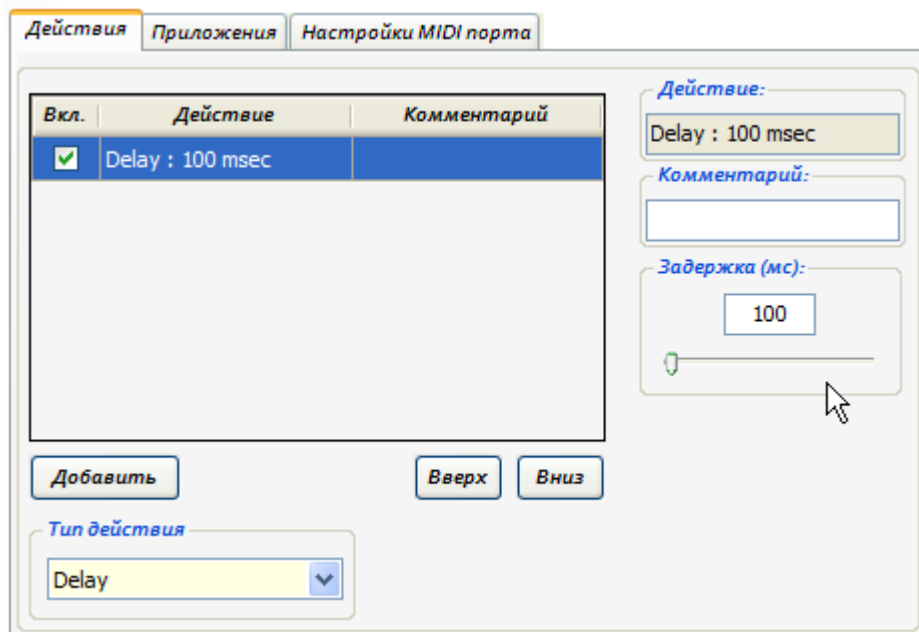 Действия Приложения Настройки MIDI порта
Вкл. Действие Комментарий
Delay : 100 msec
Действие:
Delay : 100 msec
Комментарий:
Задержка (мс):
100
Добавить Вверх Вниз
Тип действия
Delay